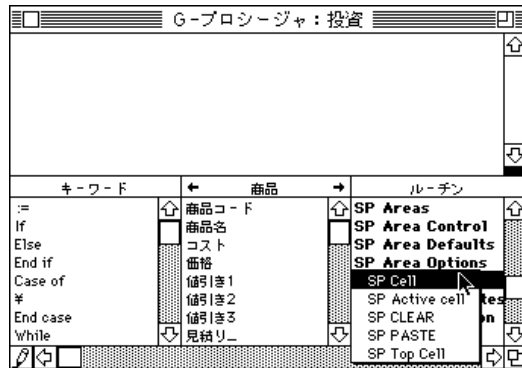 G-プロシージャ：投資
キーワード
← 商品 →
ルーチン
:=
If
Else
End if
Case of
¥
End case
While
商品コード
商品名
コスト
価格
値引き1
値引き2
値引き3
見積り_
SP Areas
SP Area Control
SP Area Defaults
SP Area Options
SP Cell
SP Active cell
SP CLEAR
SP PASTE
SP Top Cell